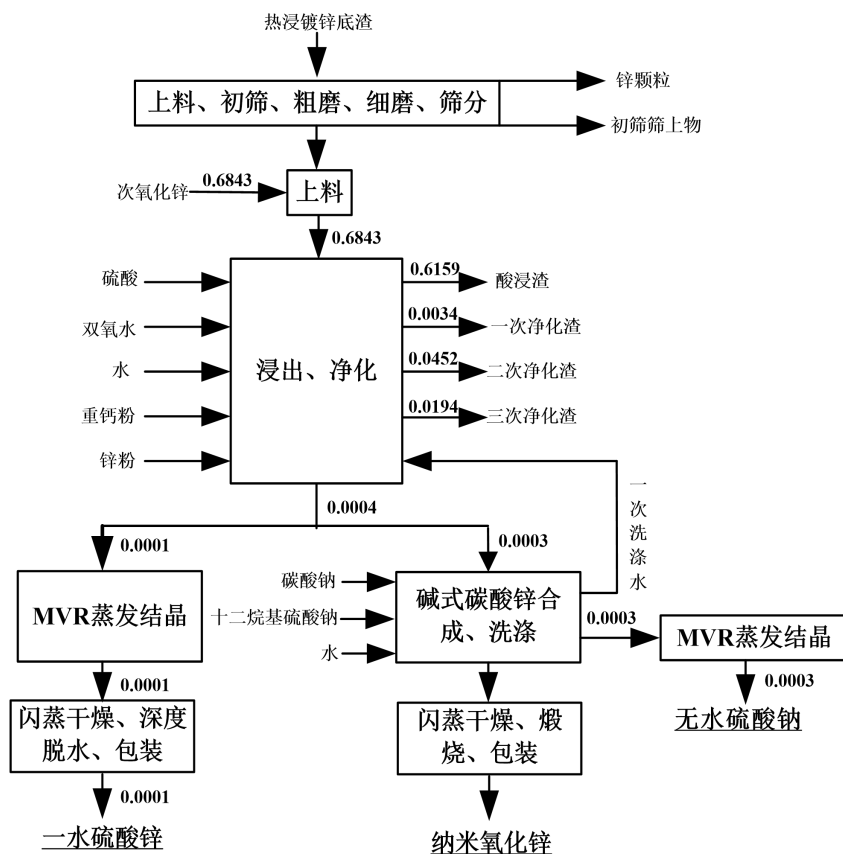 热浸镀锌底渣
上料、初筛、粗磨、细磨、筛分
锌颗粒
初筛筛上物
次氧化锌
0.6843
上料
0.6843
硫酸
双氧水
水
重钙粉
锌粉
浸出、净化
0.6159
酸浸渣
0.0034
一次净化渣
0.0452
二次净化渣
0.0194
三次净化渣
一次洗涤水
0.0004
0.0001
0.0003
MVR蒸发结晶
碳酸钠
十二烷基硫酸钠
水
碱式碳酸锌合
成、洗涤
0.0003
MVR蒸发结晶
0.0001
0.0003
闪蒸干燥、深度
脱水、包装
闪蒸干燥、煅
烧、包装
无水硫酸钠
0.0001
一水硫酸锌
纳米氧化锌